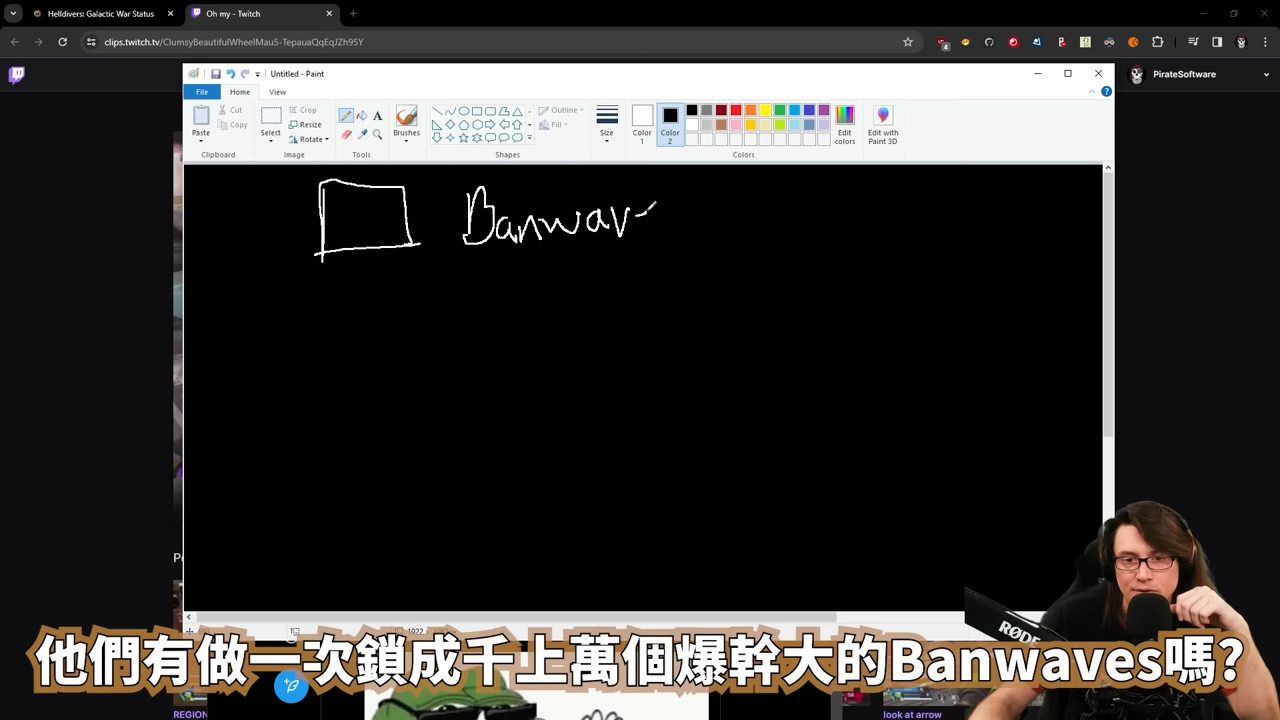 Helldivers: Galactic War Status
Oh my - Twitch
clips.twitch.tv/ClumsyBeautifulWheelMau5-TepauaQqEqJZh95Y
4
PirateSoftware
Untitled - Paint
File Home View
Paste Cut Copy
Clipboard
Select Crop Resize Rotate
Image
Tools
Brushes
Outline Fill
Shapes
Size
Color 1
Color 2
Edit colors
Colors
Edit with Paint 3D
Banwav
RØDE
他們有做一次鎖成千上萬個爆幹大的Banwaves嗎?
REGION
look at arrow